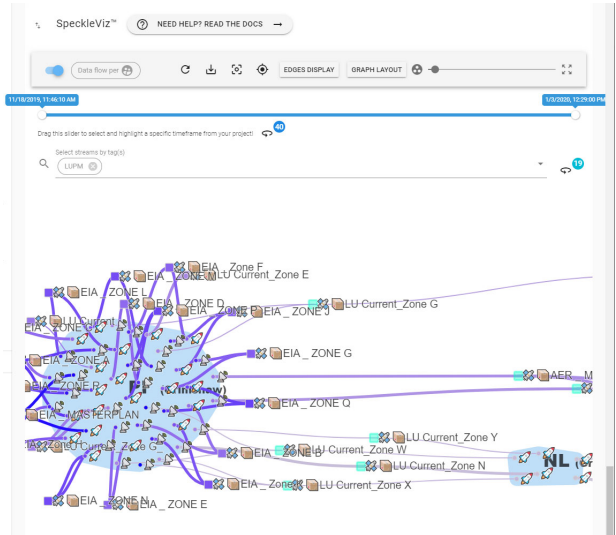 SpeckleViz™
NEED HELP? READ THE DOCS →
Data flow per
EDGES DISPLAY
GRAPH LAYOUT
11/18/2019, 11:46:10 AM
1/3/2020, 12:29:00 PM
Drag this slider to select and highlight a specific timeframe from your project!
40
Select streams by tag(s)
LUPM
19
EIA _ Zone F
EIA _ ZONE M
LU Current_Zone E
EIA _ ZONE L
EIA _ ZONE D
LU Current_Zone G
EIA _ ZONE J
EIA _ ZONE G
EIA _ ZONE A
AER _ M
EIA _ ZONE Q
EIA _ MASTERPLAN
LU Current_Zone Y
LU Current_Zone W
NL
LU Current_Zone N
LU Current_Zone X
EIA _ ZONE N
EIA _ ZONE E